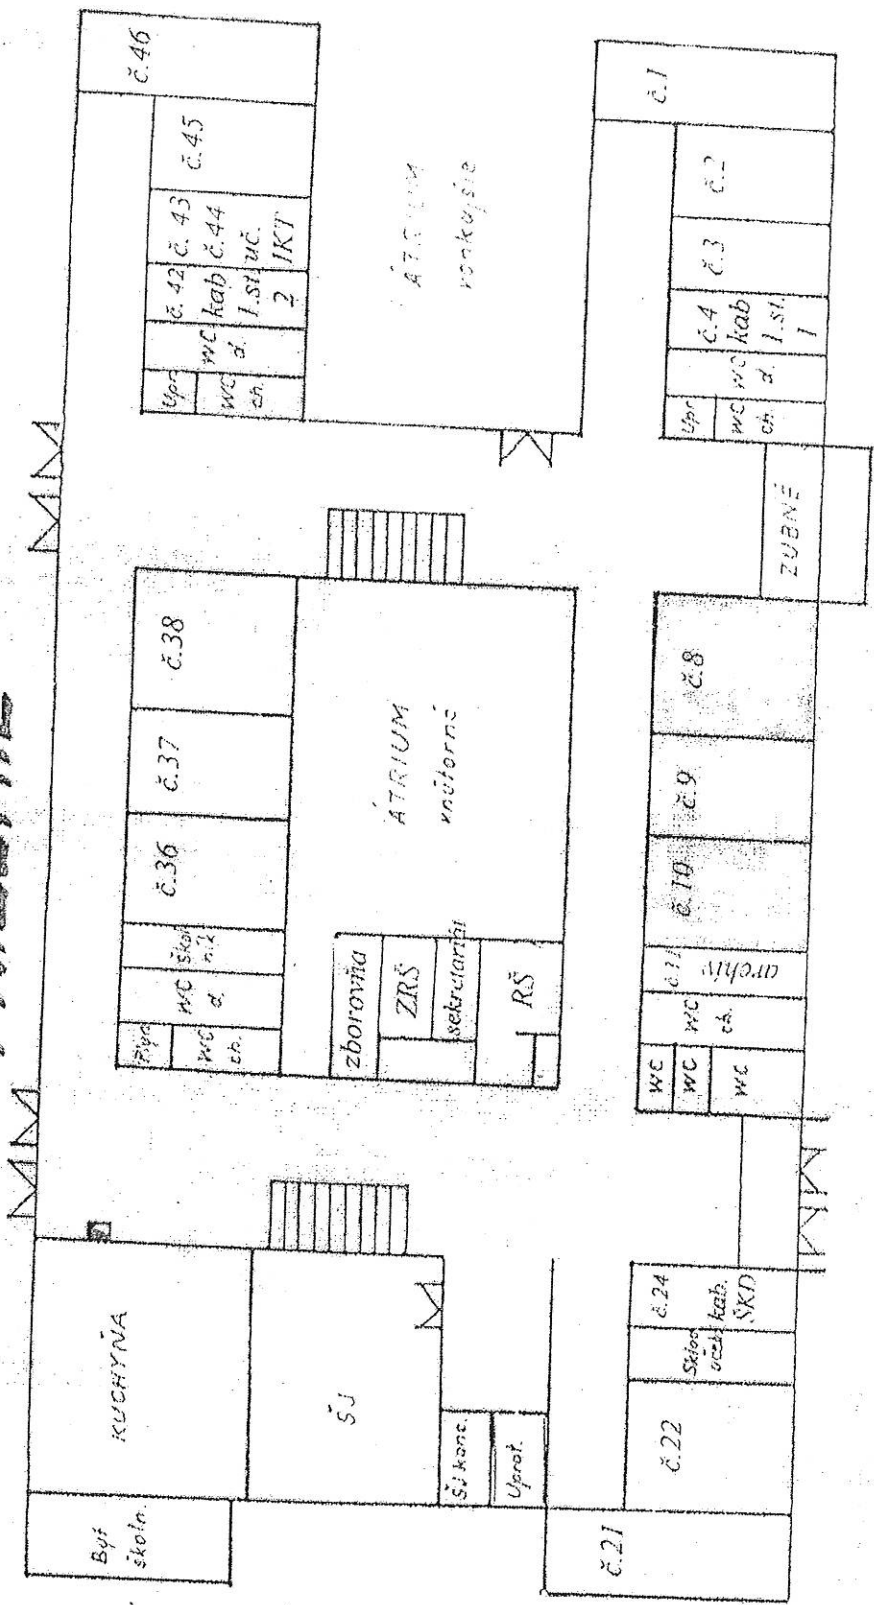 č.46
č.45
č. 43
č.44
uč.
IKT
č.42
kab
1.st.
2
WC
d.
Upr
WC
ch.
ÁTRIUM
vonkajšie
č.1
č.2
č.3
č.4
kab
1.st.
1
WC
d.
Upr
WC
ch.
ZUBNÉ
č.38
č.37
č.36
WC
d.
WC
ch.
ÁTRIUM
vnútorné
zborovňa
ZRŠ
sekretariát
RŠ
č.8
č.9
č.10
č.11
archív
WC
ch.
WC
WC
WC
KUCHYŇA
ŠJ
Byt
školn.
ŠJ kanc.
Uprat.
č.24
kab.
ŠKD
Sklad
učeb
č.22
č.21